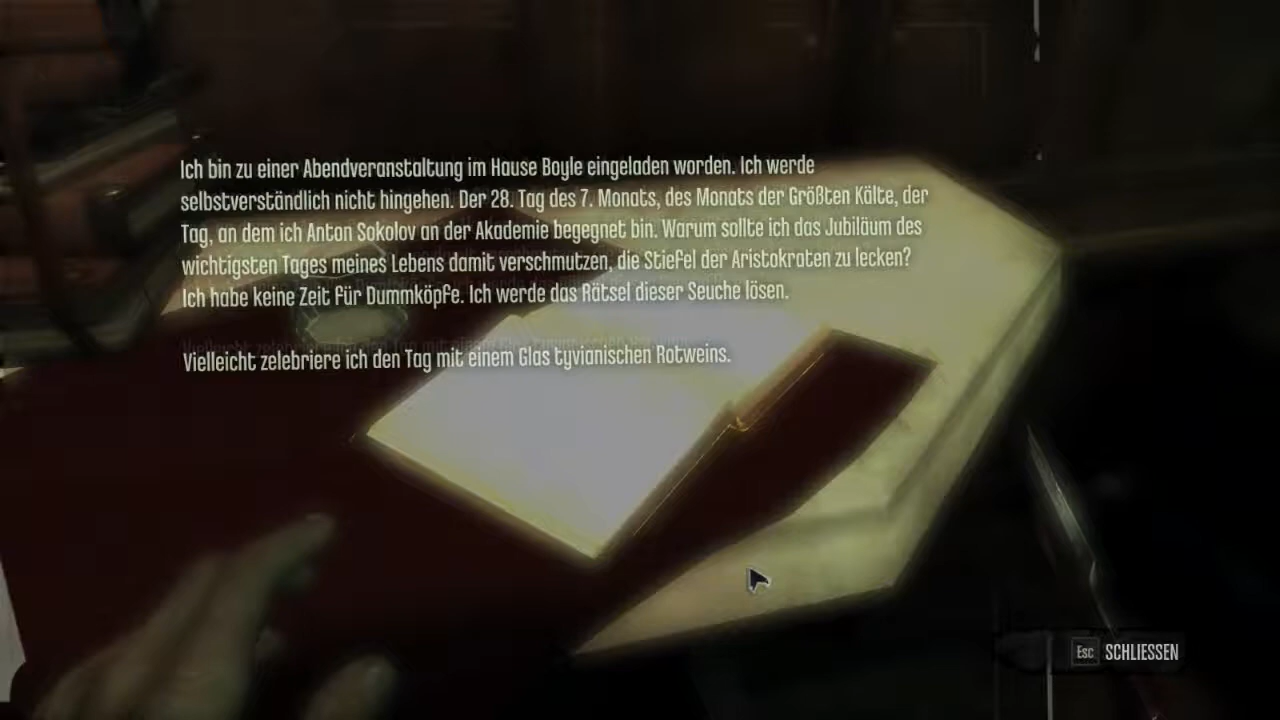 Ich bin zu einer Abendveranstaltung im Hause Boyle eingeladen worden. Ich werde
selbstverständlich nicht hingehen. Der 28. Tag des 7. Monats, des Monats der Größten Kälte, der
Tag, an dem ich Anton Sokolov an der Akademie begegnet bin. Warum sollte ich das Jubiläum des
wichtigsten Tages meines Lebens damit verschmutzen, die Stiefel der Aristokraten zu lecken?
Ich habe keine Zeit für Dummköpfe. Ich werde das Rätsel dieser Seuche lösen.
Vielleicht zelebriere ich den Tag mit einem Glas tyvianischen Rotweins.
Esc SCHLIESSEN